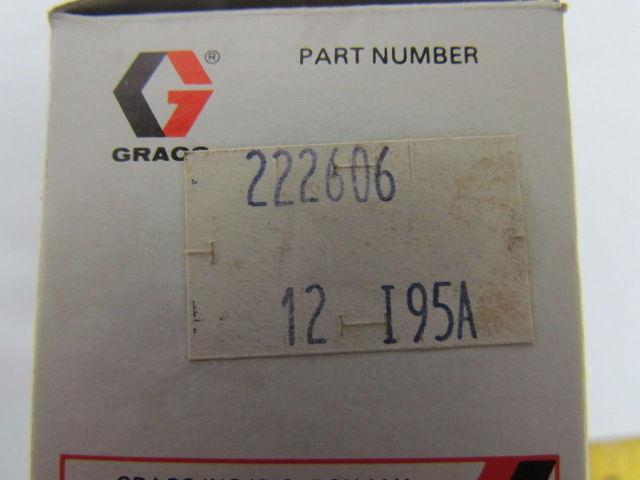 PART NUMBER
®
GRACO
222606
12 I95A